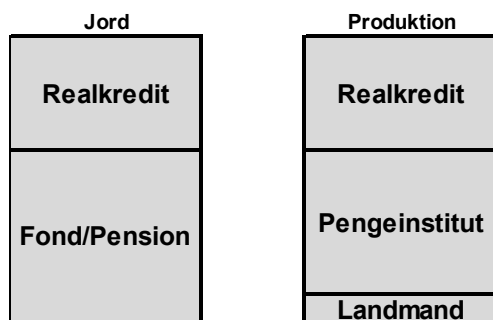 Jord
Realkredit
Fond/Pension
Produktion
Realkredit
Pengeinstitut
Landmand